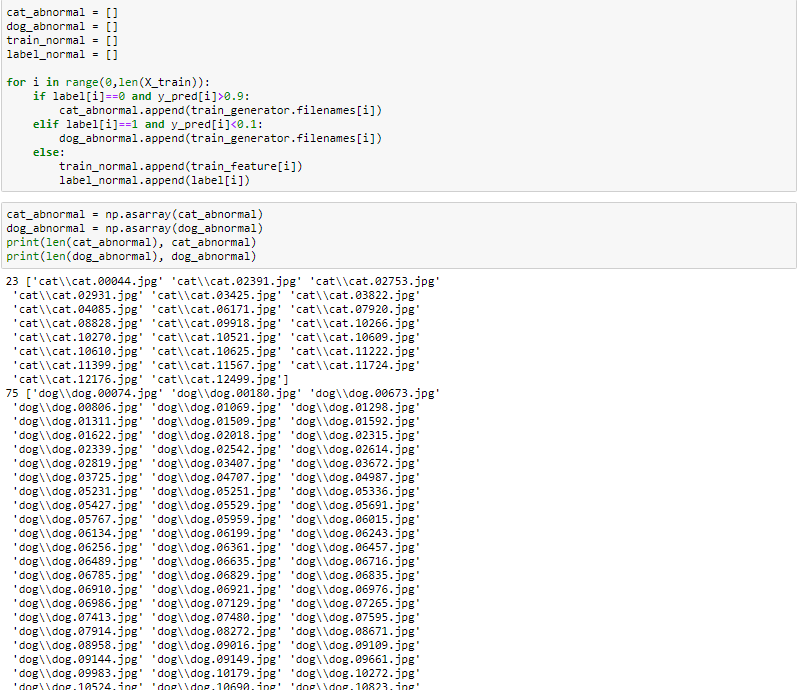 cat_abnormal = []
dog_abnormal = []
train_normal = []
label_normal = []
for i in range(0,len(X_train)):
    if label[i]==0 and y_pred[i]>0.9:
        cat_abnormal.append(train_generator.filenames[i])
    elif label[i]==1 and y_pred[i]<0.1:
        dog_abnormal.append(train_generator.filenames[i])
    else:
        train_normal.append(train_feature[i])
        label_normal.append(label[i])
cat_abnormal = np.asarray(cat_abnormal)
dog_abnormal = np.asarray(dog_abnormal)
print(len(cat_abnormal), cat_abnormal)
print(len(dog_abnormal), dog_abnormal)
23 ['cat\\cat.00044.jpg' 'cat\\cat.02391.jpg' 'cat\\cat.02753.jpg'
 'cat\\cat.02931.jpg' 'cat\\cat.03425.jpg' 'cat\\cat.03822.jpg'
 'cat\\cat.04085.jpg' 'cat\\cat.06171.jpg' 'cat\\cat.07920.jpg'
 'cat\\cat.08828.jpg' 'cat\\cat.09918.jpg' 'cat\\cat.10266.jpg'
 'cat\\cat.10270.jpg' 'cat\\cat.10521.jpg' 'cat\\cat.10609.jpg'
 'cat\\cat.10610.jpg' 'cat\\cat.10625.jpg' 'cat\\cat.11222.jpg'
 'cat\\cat.11399.jpg' 'cat\\cat.11567.jpg' 'cat\\cat.11724.jpg'
 'cat\\cat.12176.jpg' 'cat\\cat.12499.jpg']
75 ['dog\\dog.00074.jpg' 'dog\\dog.00180.jpg' 'dog\\dog.00673.jpg'
 'dog\\dog.00806.jpg' 'dog\\dog.01069.jpg' 'dog\\dog.01298.jpg'
 'dog\\dog.01311.jpg' 'dog\\dog.01509.jpg' 'dog\\dog.01592.jpg'
 'dog\\dog.01622.jpg' 'dog\\dog.02018.jpg' 'dog\\dog.02315.jpg'
 'dog\\dog.02339.jpg' 'dog\\dog.02542.jpg' 'dog\\dog.02614.jpg'
 'dog\\dog.02819.jpg' 'dog\\dog.03407.jpg' 'dog\\dog.03672.jpg'
 'dog\\dog.03725.jpg' 'dog\\dog.04707.jpg' 'dog\\dog.04987.jpg'
 'dog\\dog.05231.jpg' 'dog\\dog.05251.jpg' 'dog\\dog.05336.jpg'
 'dog\\dog.05427.jpg' 'dog\\dog.05529.jpg' 'dog\\dog.05691.jpg'
 'dog\\dog.05767.jpg' 'dog\\dog.05959.jpg' 'dog\\dog.06015.jpg'
 'dog\\dog.06134.jpg' 'dog\\dog.06199.jpg' 'dog\\dog.06243.jpg'
 'dog\\dog.06256.jpg' 'dog\\dog.06361.jpg' 'dog\\dog.06457.jpg'
 'dog\\dog.06489.jpg' 'dog\\dog.06635.jpg' 'dog\\dog.06716.jpg'
 'dog\\dog.06785.jpg' 'dog\\dog.06829.jpg' 'dog\\dog.06835.jpg'
 'dog\\dog.06910.jpg' 'dog\\dog.06921.jpg' 'dog\\dog.06976.jpg'
 'dog\\dog.06986.jpg' 'dog\\dog.07129.jpg' 'dog\\dog.07265.jpg'
 'dog\\dog.07413.jpg' 'dog\\dog.07480.jpg' 'dog\\dog.07595.jpg'
 'dog\\dog.07914.jpg' 'dog\\dog.08272.jpg' 'dog\\dog.08671.jpg'
 'dog\\dog.08958.jpg' 'dog\\dog.09016.jpg' 'dog\\dog.09109.jpg'
 'dog\\dog.09144.jpg' 'dog\\dog.09149.jpg' 'dog\\dog.09661.jpg'
 'dog\\dog.09983.jpg' 'dog\\dog.10179.jpg' 'dog\\dog.10272.jpg'
 'dog\\dog.10524.jpg' 'dog\\dog.10690.jpg' 'dog\\dog.10823.jpg'